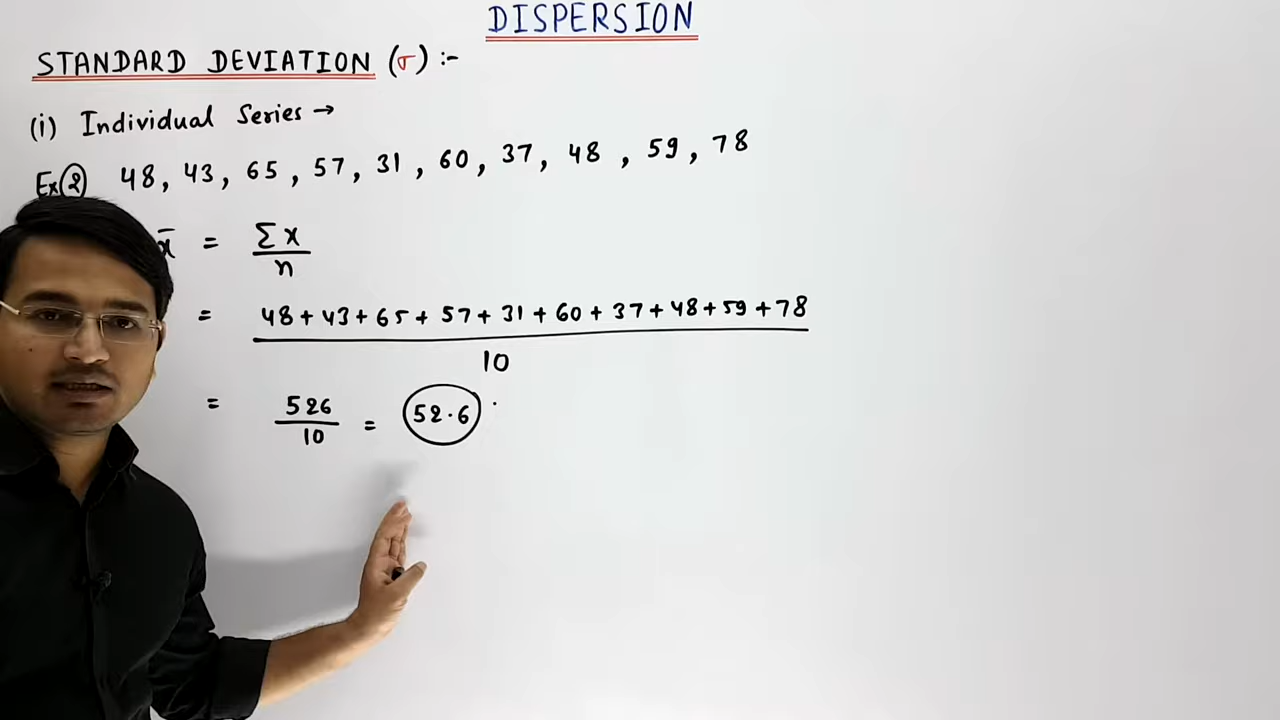 DISPERSION
STANDARD DEVIATION (σ) :-
(i) Individual Series →
Ex ② 48, 43, 65, 57, 31, 60, 37, 48, 59, 78
x̄ = Σx/n
= 48+43+65+57+31+60+37+48+59+78
10
= 526/10 = 52.6